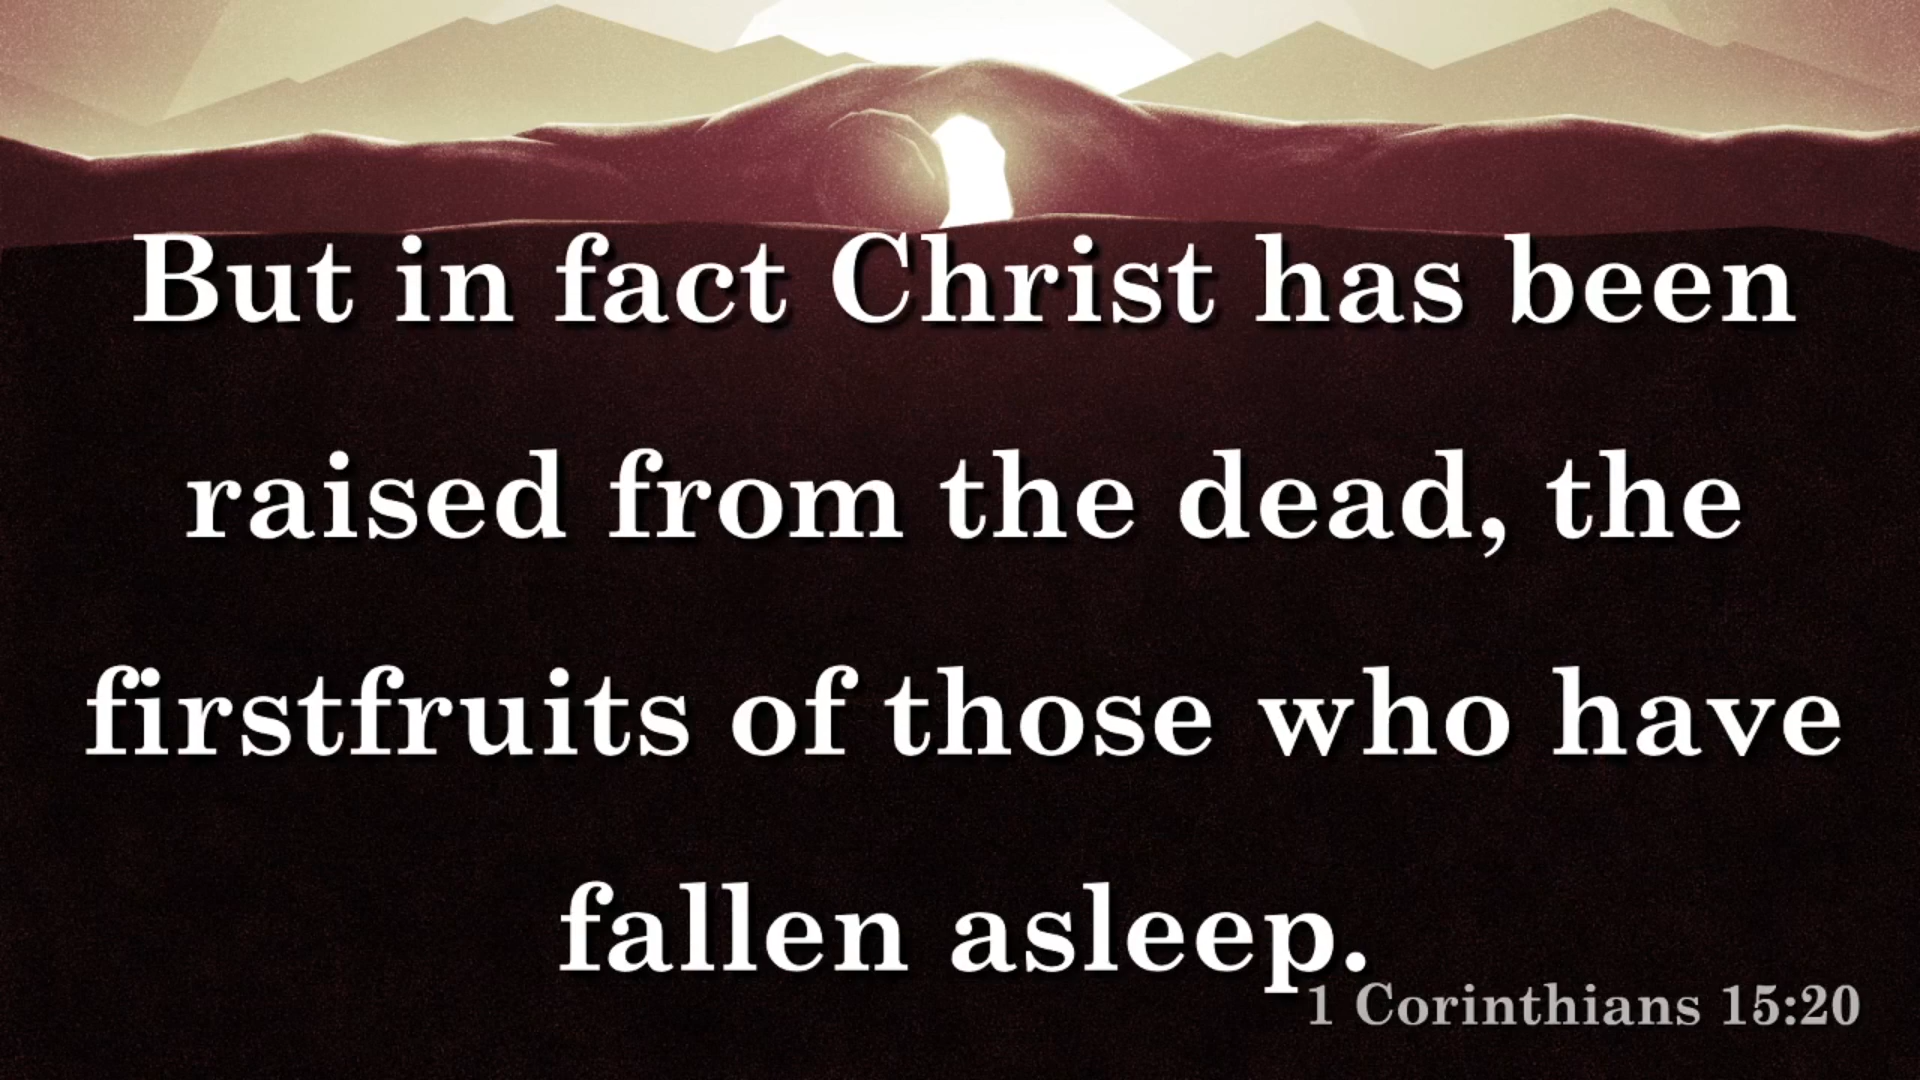 But in fact Christ has been
raised from the dead, the
firstfruits of those who have
fallen asleep.
1 Corinthians 15:20